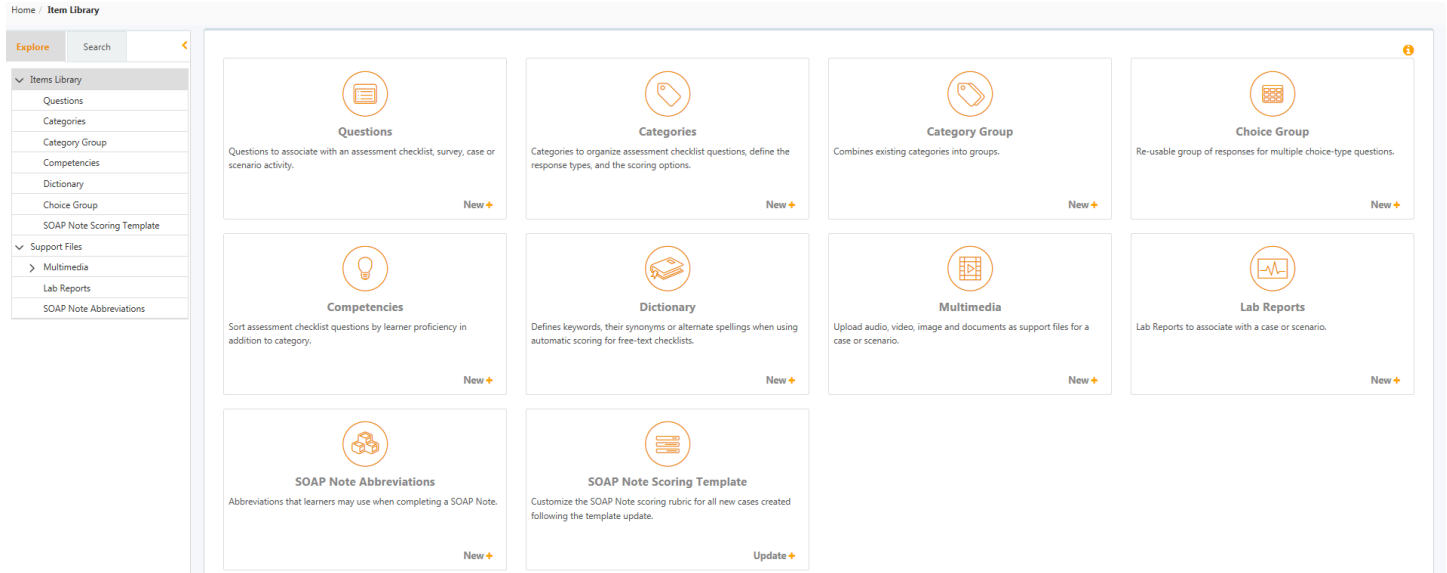 Home / Item Library
Explore
Search
Items Library
Questions
Categories
Category Group
Competencies
Dictionary
Choice Group
SOAP Note Scoring Template
Support Files
Multimedia
Lab Reports
SOAP Note Abbreviations
Questions
Questions to associate with an assessment checklist, survey, case or
scenario activity.
New +
Categories
Categories to organize assessment checklist questions, define the
response types, and the scoring options.
New +
Category Group
Combines existing categories into groups.
New +
Choice Group
Re-usable group of responses for multiple choice-type questions.
New +
Competencies
Sort assessment checklist questions by learner proficiency in
addition to category.
New +
Dictionary
Defines keywords, their synonyms or alternate spellings when using
automatic scoring for free-text checklists.
New +
Multimedia
Upload audio, video, image and documents as support files for a
case or scenario.
New +
Lab Reports
Lab Reports to associate with a case or scenario.
New +
SOAP Note Abbreviations
Abbreviations that learners may use when completing a SOAP Note.
New +
SOAP Note Scoring Template
Customize the SOAP Note scoring rubric for all new cases created
following the template update.
Update +